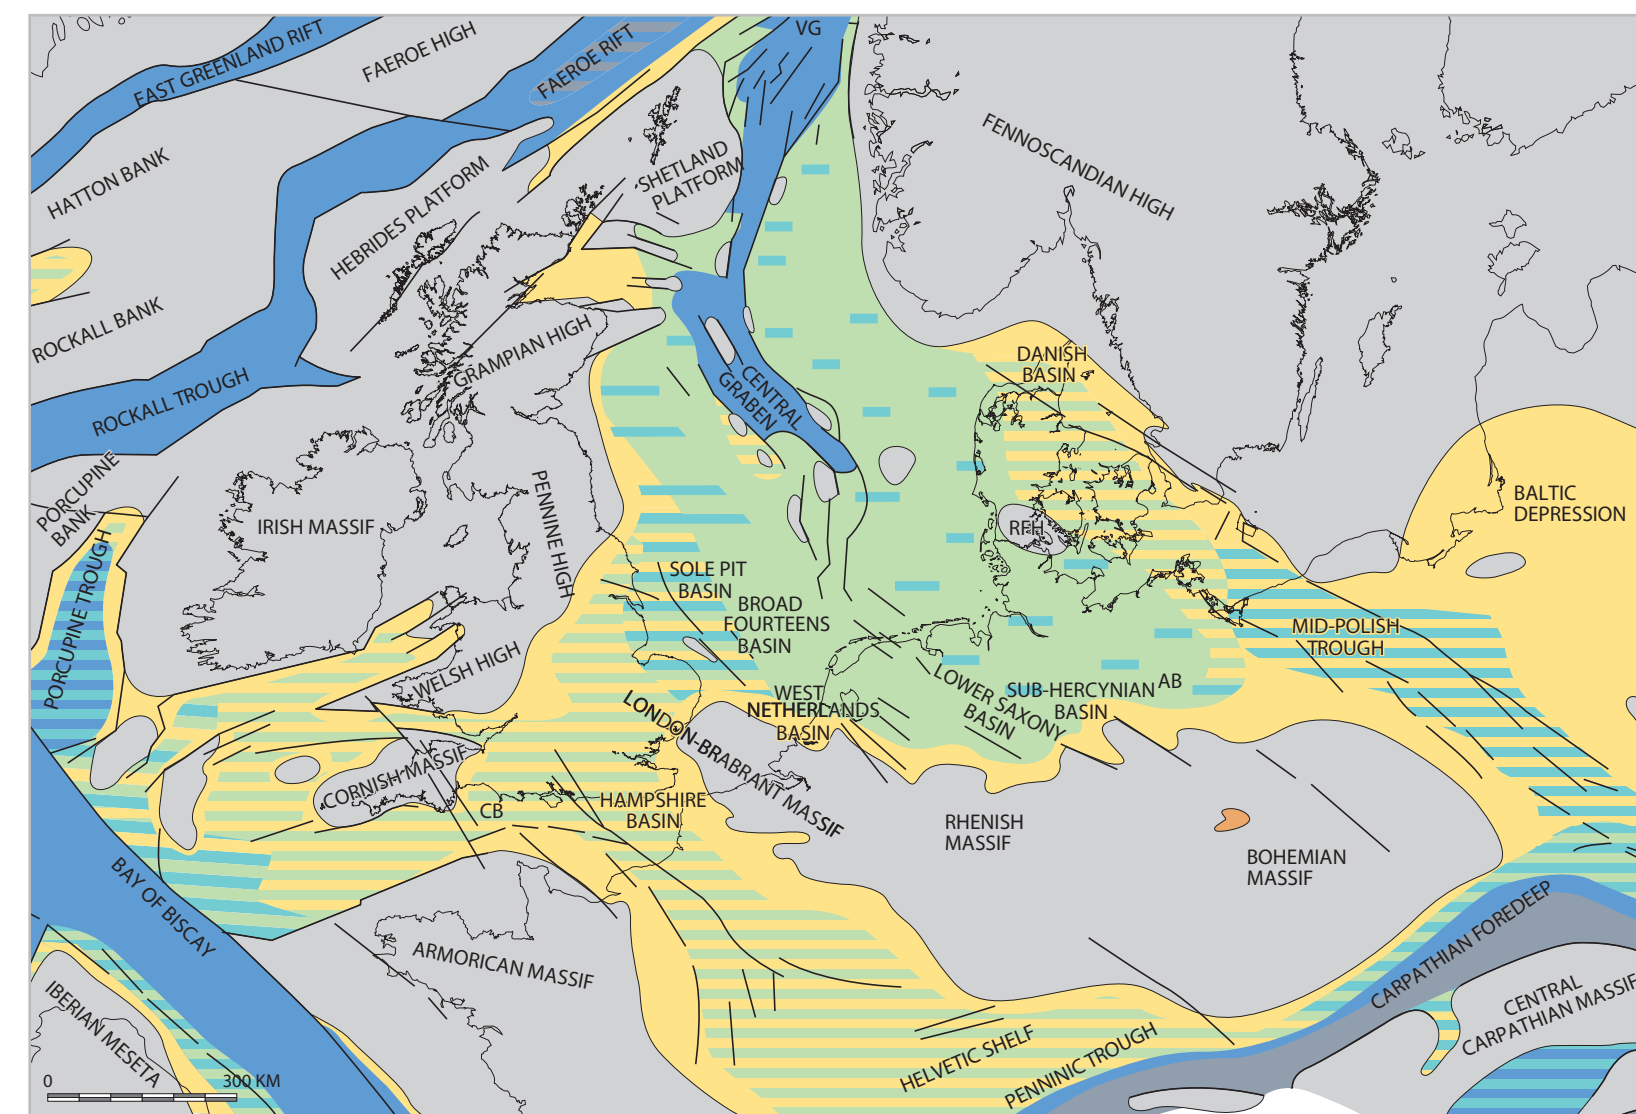 VG
EAST GREENLAND RIFT
FAEROE HIGH
FAEROE RIFT
HATTON BANK
HEBRIDES PLATFORM
SHETLAND
PLATFORM
FENNOSCANDIAN HIGH
ROCKALL BANK
GRAMPIAN HIGH
ROCKALL TROUGH
CENTRAL
GRABEN
DANISH
BASIN
PORCUPINE
BANK
IRISH MASSIF
PENNINE HIGH
RFH
BALTIC
DEPRESSION
PORCUPINE TROUGH
SOLE PIT
BASIN
BROAD
FOURTEENS
BASIN
MID-POLISH
TROUGH
WELSH HIGH
WEST
NETHERLANDS
BASIN
LOWER SAXONY
BASIN
SUB-HERCYNIAN
BASIN
AB
LONDON-BRABRANT MASSIF
CORNISH MASSIF
CB
HAMPSHIRE
BASIN
RHENISH
MASSIF
BOHEMIAN
MASSIF
BAY OF BISCAY
ARMORICAN MASSIF
CARPATHIAN FOREDEEP
CENTRAL
CARPATHIAN MASSIF
IBERIAN MESETA
HELVETIC SHELF
PENNINIC TROUGH
0 300 KM